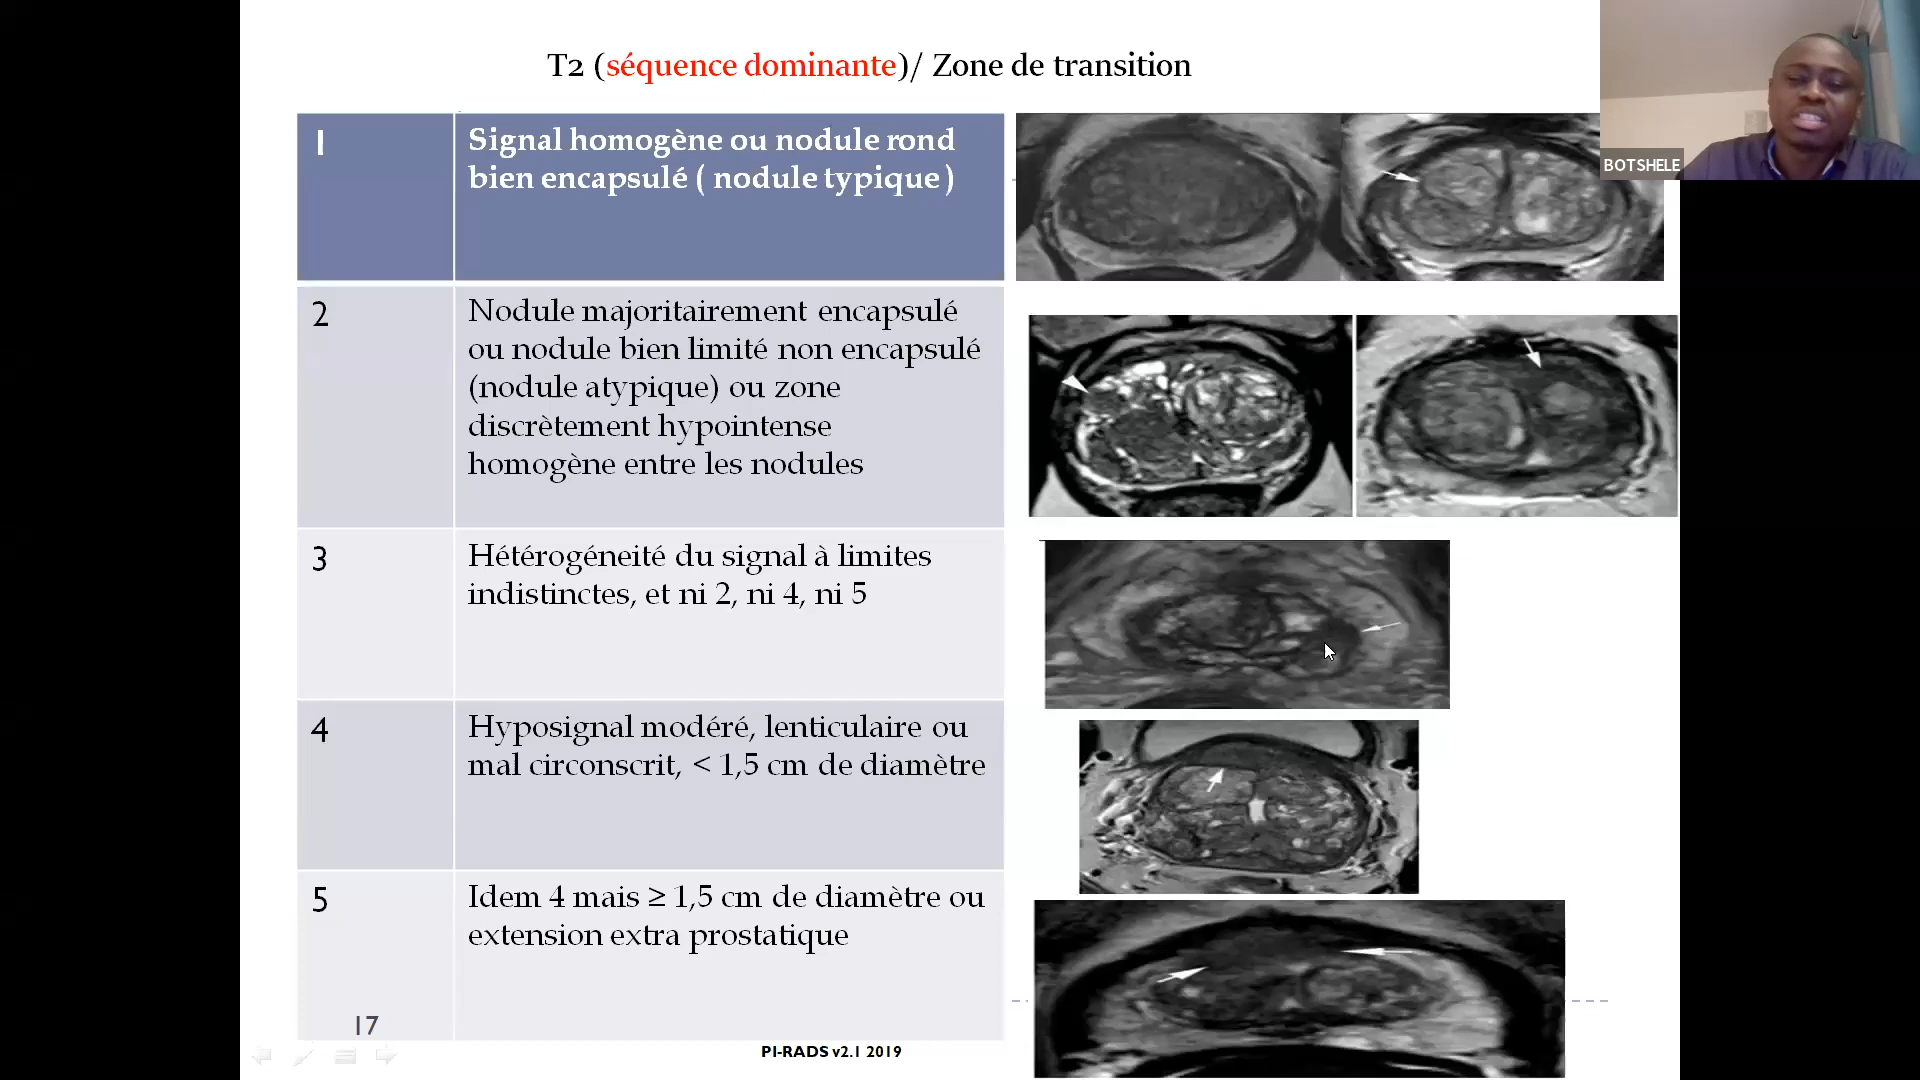 T2 (séquence dominante)/ Zone de transition
1
Signal homogène ou nodule rond
bien encapsulé ( nodule typique )
2
Nodule majoritairement encapsulé
ou nodule bien limité non encapsulé
(nodule atypique) ou zone
discrètement hypointense
homogène entre les nodules
3
Hétérogéneité du signal à limites
indistinctes, et ni 2, ni 4, ni 5
4
Hyposignal modéré, lenticulaire ou
mal circonscrit, < 1,5 cm de diamètre
5
Idem 4 mais ≥ 1,5 cm de diamètre ou
extension extra prostatique
17
PI-RADS v2.1 2019
BOTSHELE